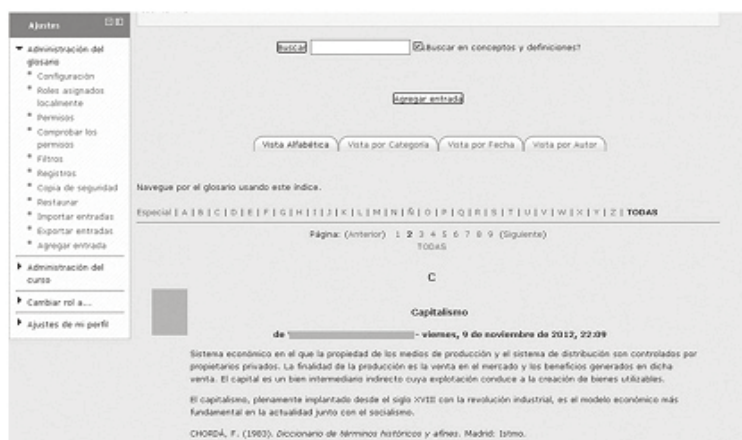 Ajustes
Administración del
glosario
Configuración
Roles asignados
localmente
Permisos
Comprobar los
permisos
Filtros
Registros
Copia de seguridad
Restaurar
Importar entradas
Exportar entradas
Agregar entrada
Administración del
curso
Cambiar rol a...
Ajustes de mi perfil
Buscar ¿Buscar en conceptos y definiciones?
Agregar entrada
Vista Alfabética Vista por Categoría Vista por Fecha Vista por Autor
Navegue por el glosario usando este índice.
Especial | A | B | C | D | E | F | G | H | I | J | K | L | M | N | Ñ | O | P | Q | R | S | T | U | V | W | X | Y | Z | TODAS
Página: (Anterior) 1 2 3 4 5 6 7 8 9 (Siguiente)
TODAS
C
Capitalismo
de - viernes, 9 de noviembre de 2012, 22:09
Sistema económico en el que la propiedad de los medios de producción y el sistema de distribución son controlados por
propietarios privados. La finalidad de la producción es la venta en el mercado y los beneficios generados en dicha
venta. El capital es un bien intermediario indirecto cuya explotación conduce a la creación de bienes utilizables.
El capitalismo, plenamente implantado desde el siglo XVIII con la revolución industrial, es el modelo económico más
fundamental en la actualidad junto con el socialismo.
CHORDÁ, F. (1983). Diccionario de términos históricos y afines. Madrid: Istmo.